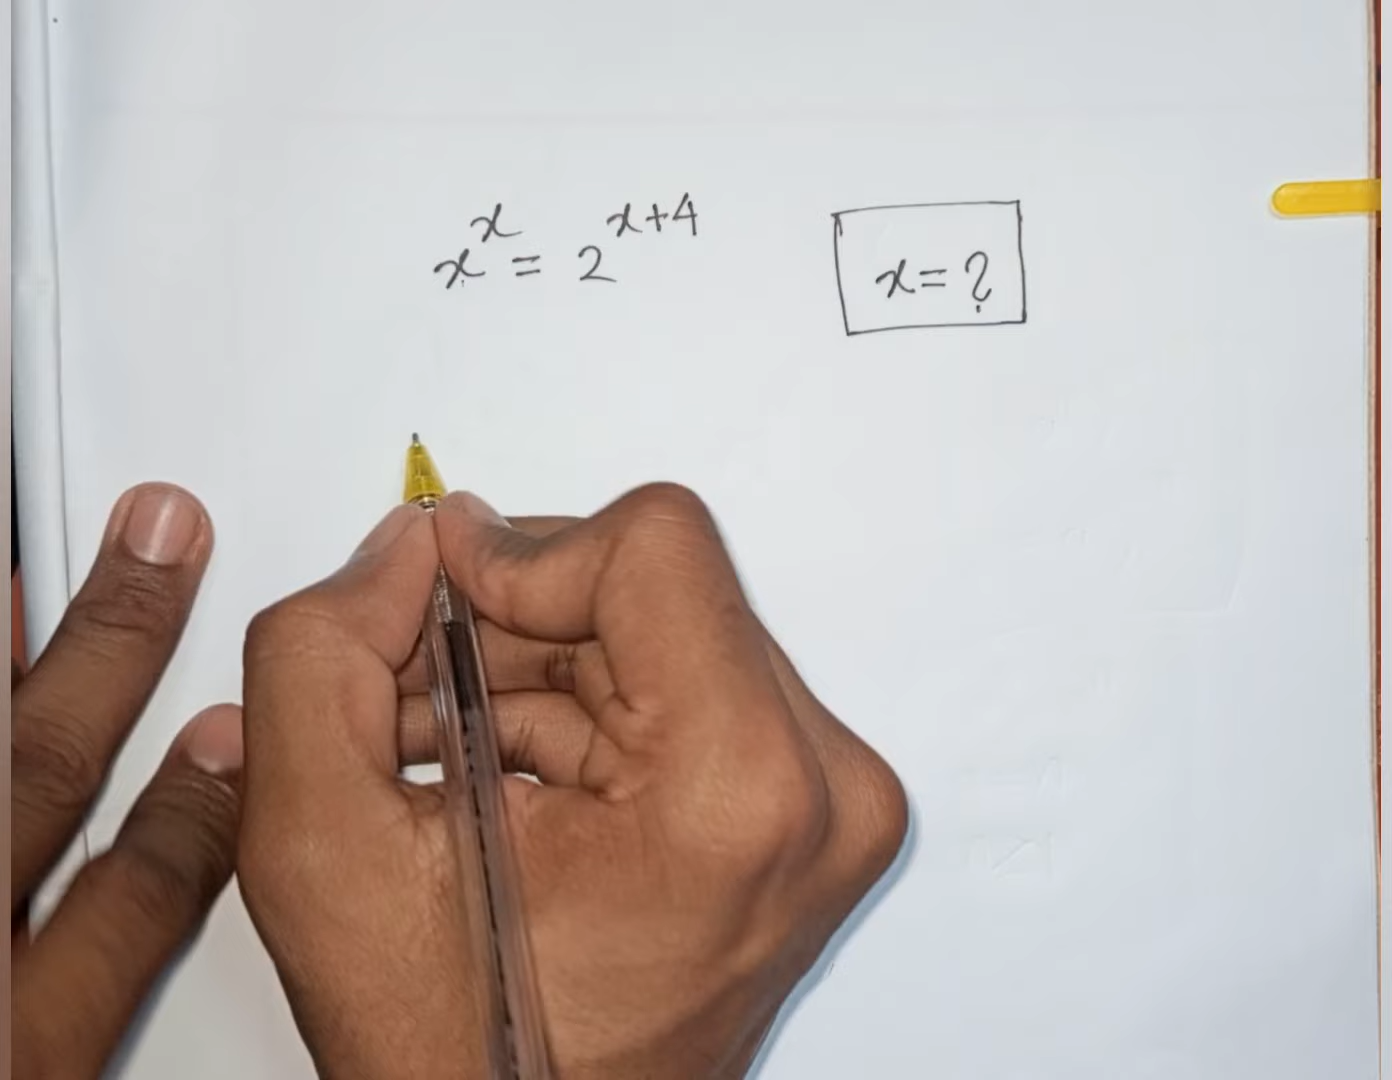 x^x = 2^{x+4}
x = ?